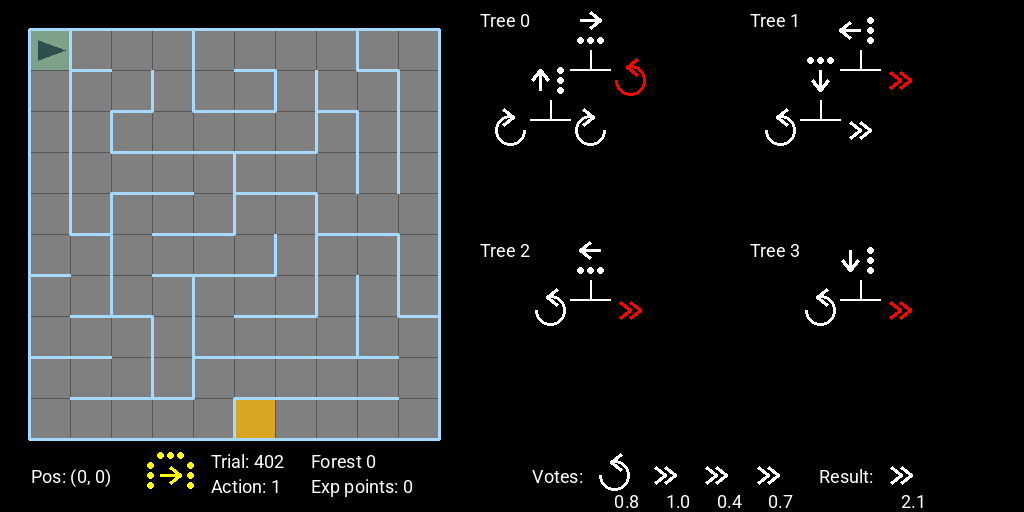 Tree 0
Tree 1
Tree 2
Tree 3
Pos: (0, 0)
Trial: 402
Forest 0
Action: 1
Exp points: 0
Votes:
0.8
1.0
0.4
0.7
Result:
2.1